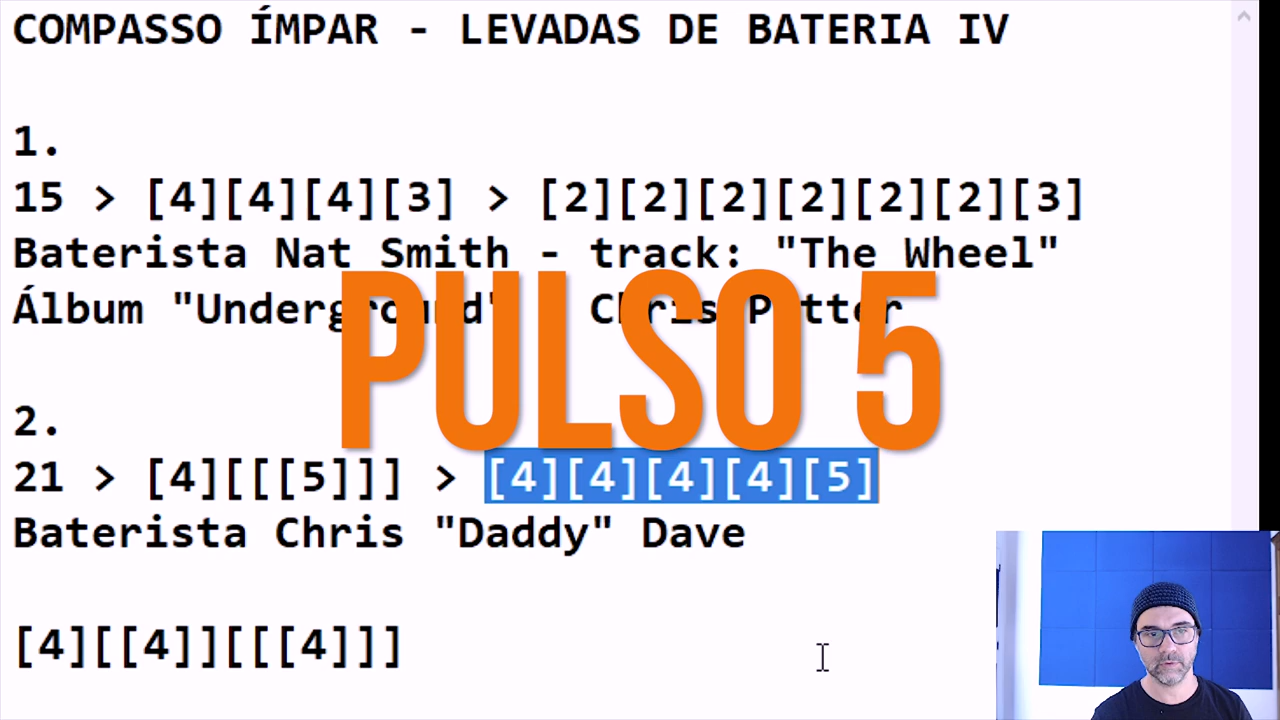 COMPASSO ÍMPAR - LEVADAS DE BATERIA IV
1.
15 > [4][4][4][3] > [2][2][2][2][2][2][3]
Baterista Nat Smith - track: "The Wheel"
Álbum "Underground" Chris Potter
PULSO 5
2.
21 > [4][[[5]]] > [4][4][4][4][5]
Baterista Chris "Daddy" Dave
[4][[4]][[[4]]]